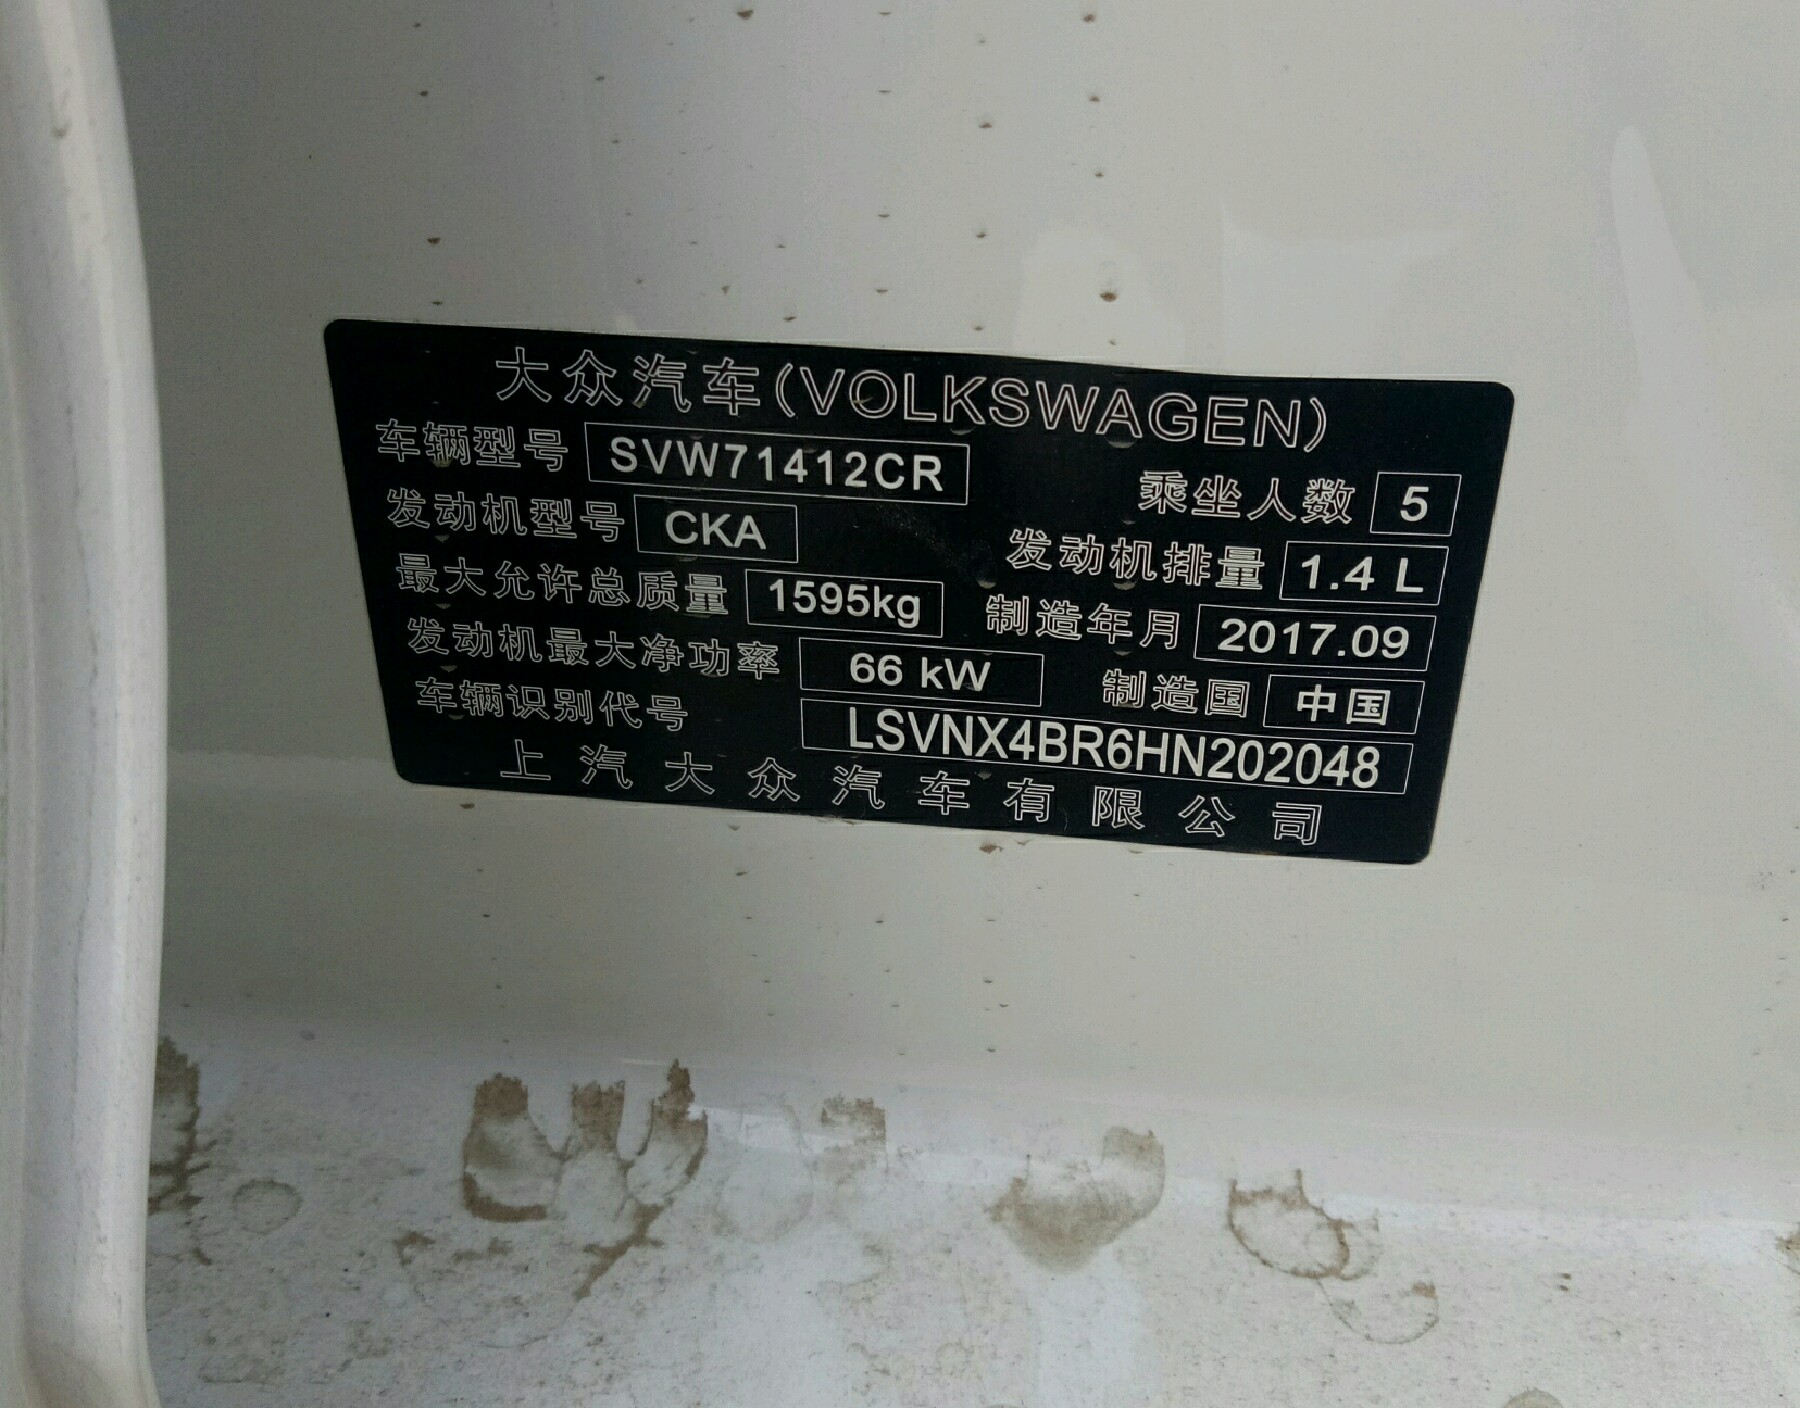 大众汽车(VOLKSWAGEN)
车辆型号 SVW71412CR 乘坐人数 5
发动机型号 CKA 发动机排量 1.4 L
最大允许总质量 1595kg 制造年月 2017.09
发动机最大净功率 66 kW 制造国 中国
车辆识别代号 LSVNX4BR6HN202048
上汽大众汽车有限公司